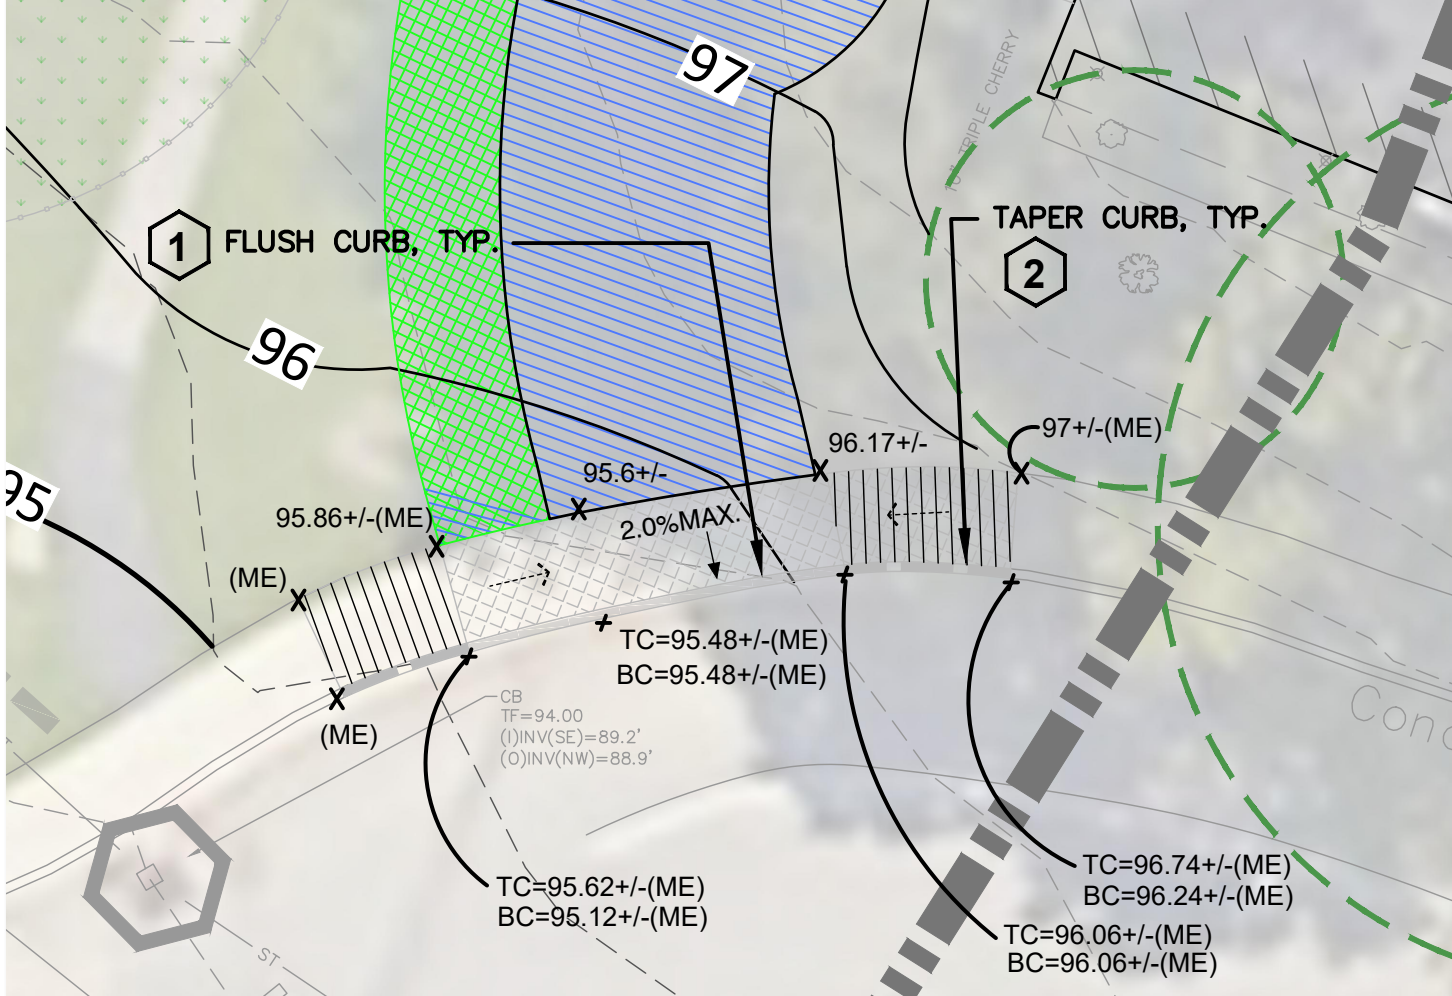 97
10" TRIPLE CHERRY
1
FLUSH CURB, TYP.
TAPER CURB, TYP.
2
96
95
95.86+/-(ME)
95.6+/-
96.17+/-
97+/-(ME)
2.0%MAX.
(ME)
(ME)
TC=95.48+/-(ME)
BC=95.48+/-(ME)
CB
TF=94.00
(I)INV(SE)=89.2'
(O)INV(NW)=88.9'
Conc
TC=95.62+/-(ME)
BC=95.12+/-(ME)
TC=96.74+/-(ME)
BC=96.24+/-(ME)
TC=96.06+/-(ME)
BC=96.06+/-(ME)
ST